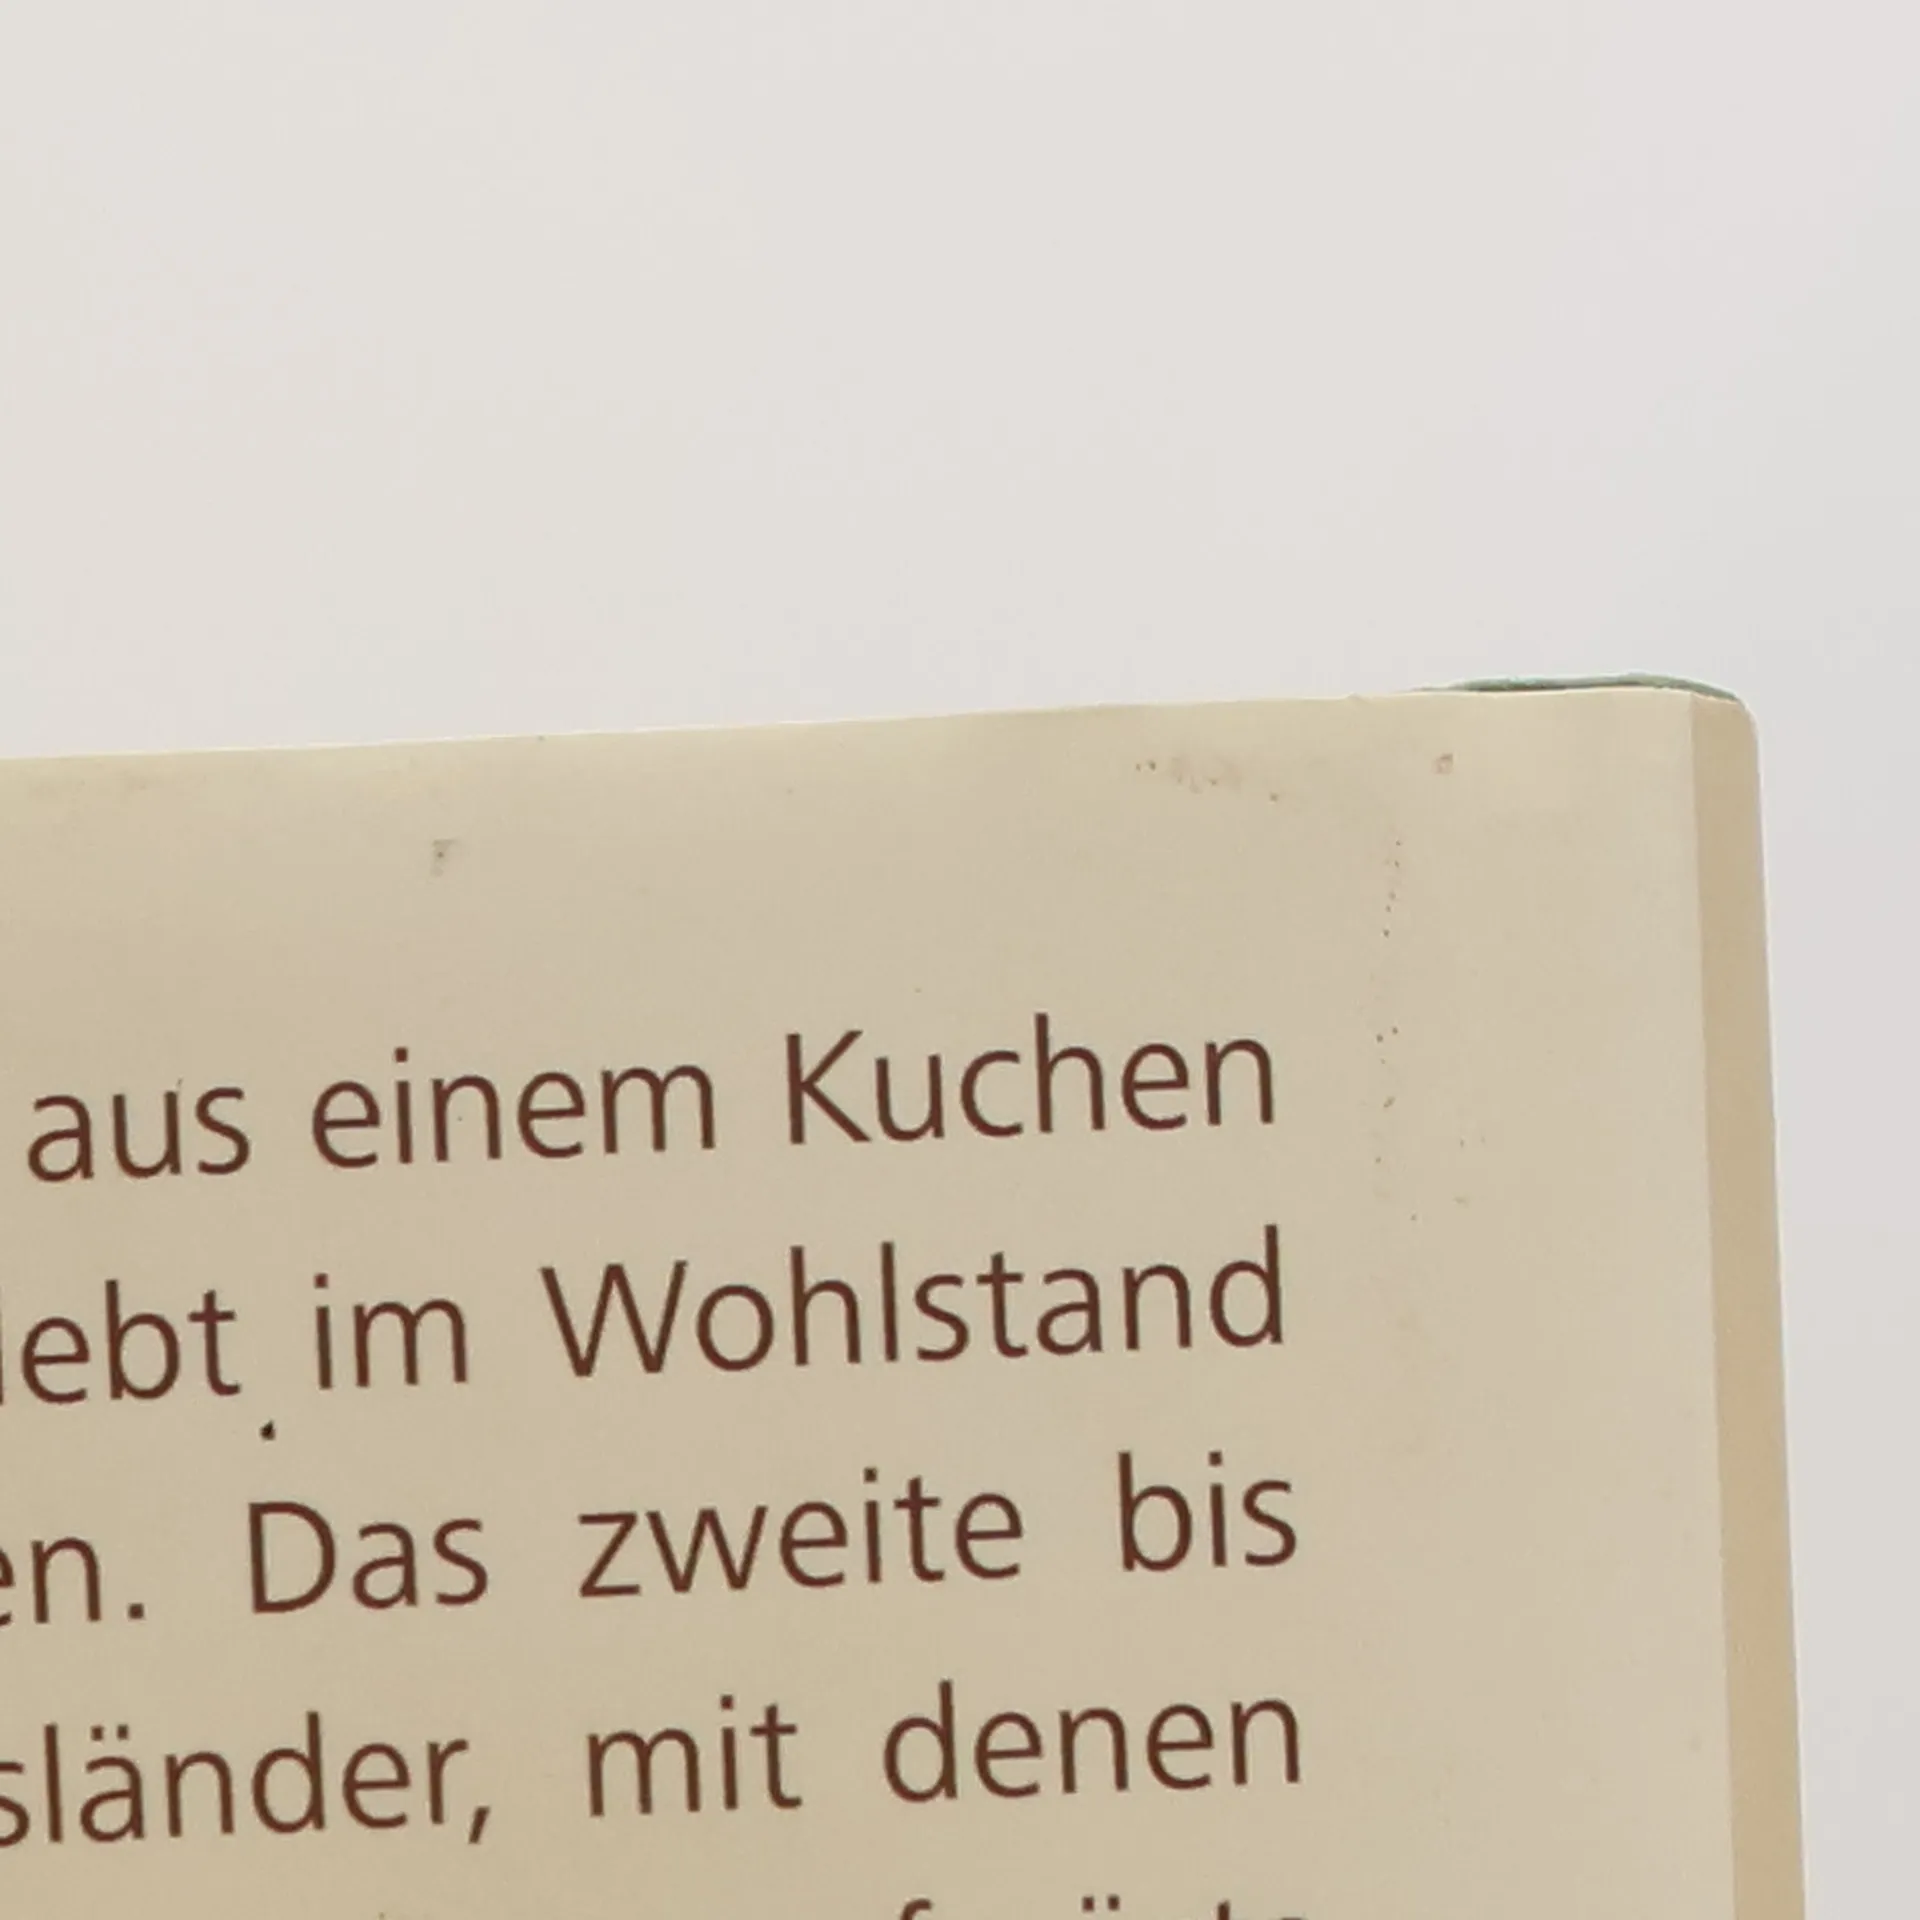 aus einem Kuchen
lebt im Wohlstand
en. Das zweite bis
sländer, mit denen